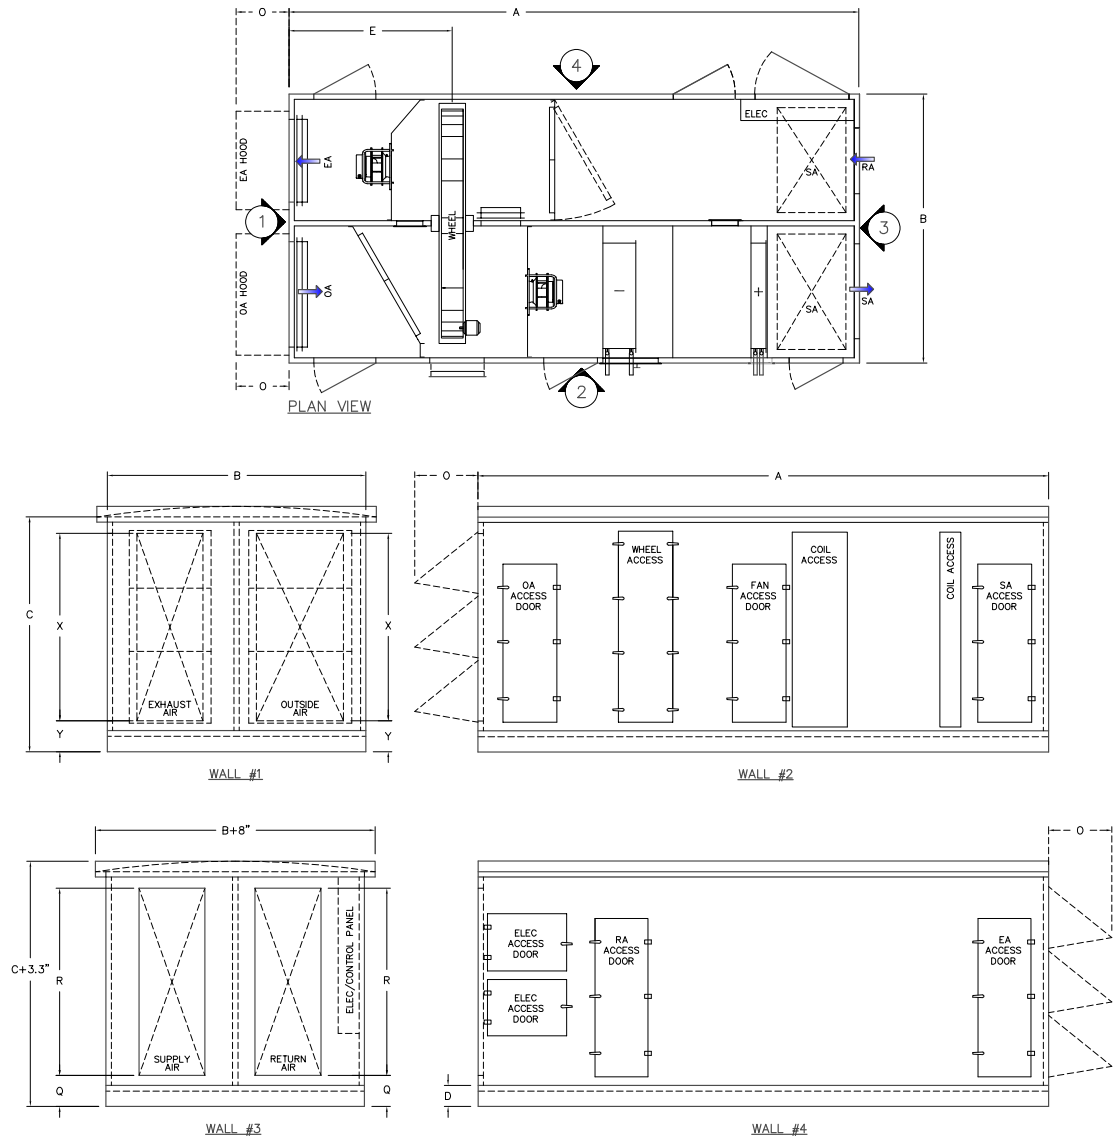 O
A
E
4
ELEC
EA HOOD
EA
SA
RA
1
WHEEL
3
B
OA HOOD
OA
−
+
SA
SA
O
2
PLAN VIEW
B
O
A
C
X
X
EXHAUST
AIR
OUTSIDE
AIR
Y
Y
WALL #1
OA
ACCESS
DOOR
WHEEL
ACCESS
FAN
ACCESS
DOOR
COIL
ACCESS
COIL ACCESS
SA
ACCESS
DOOR
WALL #2
B+8"
C+3.3"
R
R
ELEC/CONTROL PANEL
SUPPLY
AIR
RETURN
AIR
Q
Q
WALL #3
O
ELEC
ACCESS
DOOR
ELEC
ACCESS
DOOR
RA
ACCESS
DOOR
EA
ACCESS
DOOR
D
WALL #4